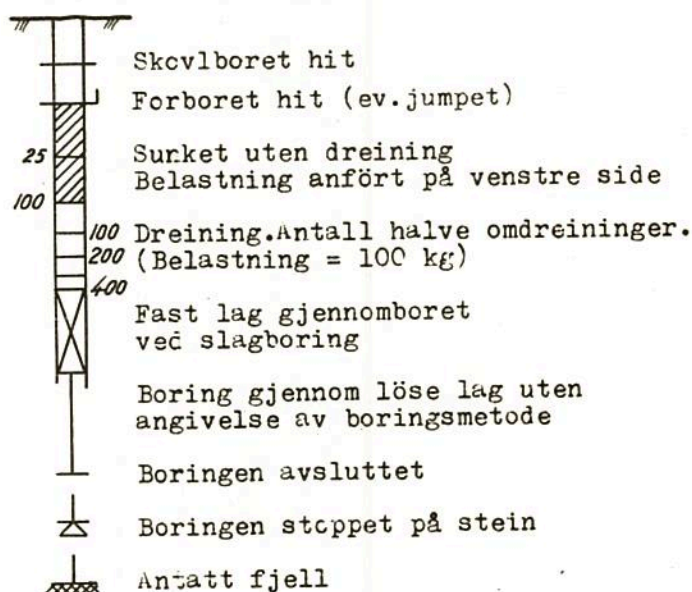 Skovlboret hit
Forboret hit (ev.jumpet)
25 Sunket uten dreining
Belastning anfört på venstre side
100
100 Dreining.Antall halve omdreininger.
200 (Belastning = 100 kg)
400
Fast lag gjennomboret
ved slagboring
Boring gjennom löse lag uten
angivelse av boringsmetode
Boringen avsluttet
Boringen stoppet på stein
Antatt fjell